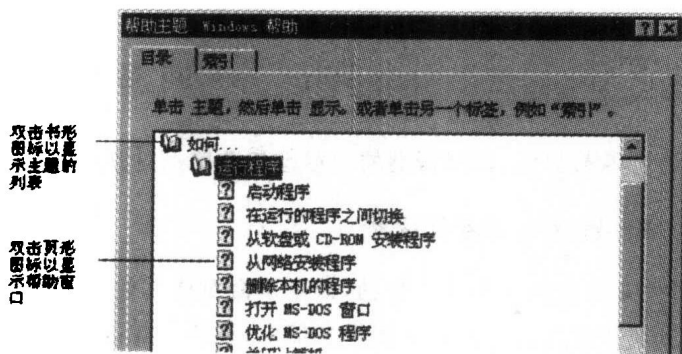 帮助主题 Windows 帮助
目录 索引
单击 主题，然后单击 显示。或者单击另一个标签，例如“索引”。
双击书形
图标以显
示主题的
列表
如何...
运行程序
启动程序
在运行的程序之间切换
从软盘或 CD-ROM 安装程序
双击页形
图标以显
示帮助窗
口
从网络安装程序
删除本机的程序
打开 MS-DOS 窗口
优化 MS-DOS 程序